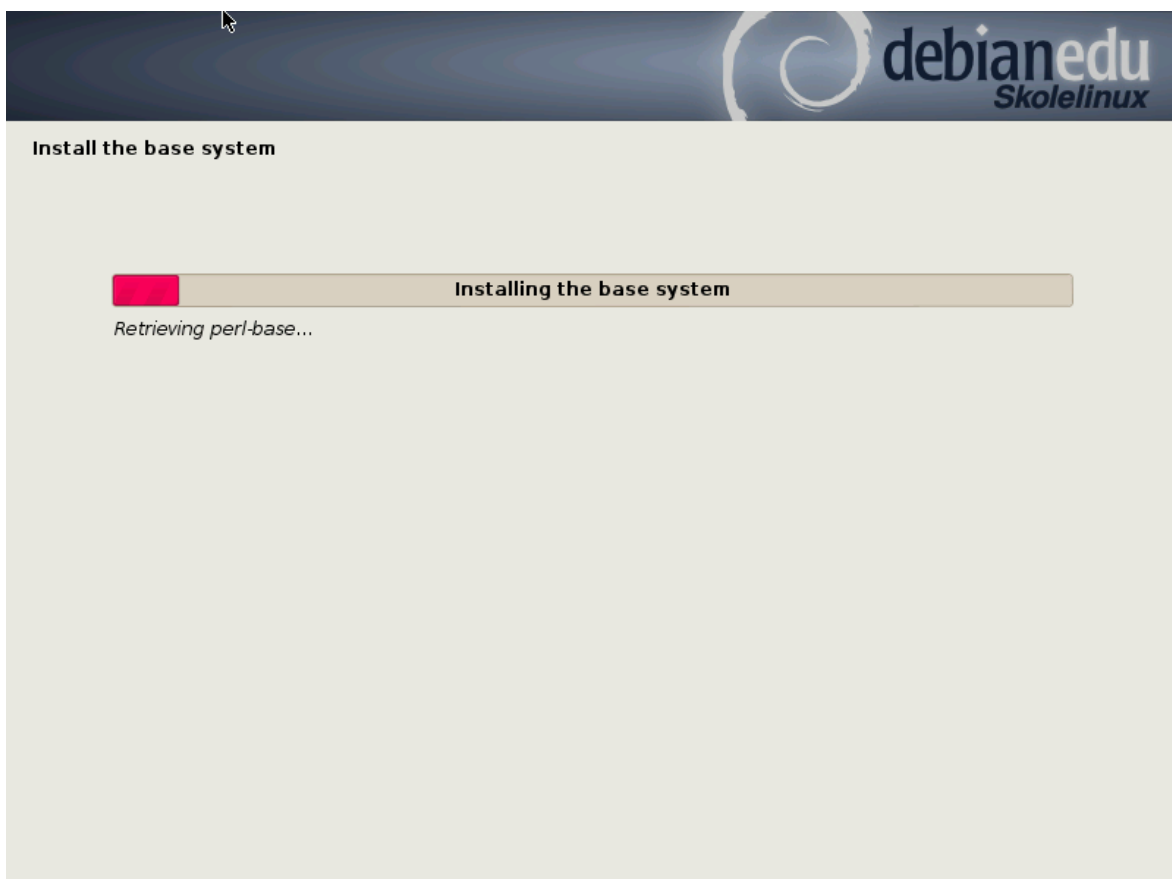 debianedu
Skolelinux
Install the base system
Installing the base system
Retrieving perl-base...